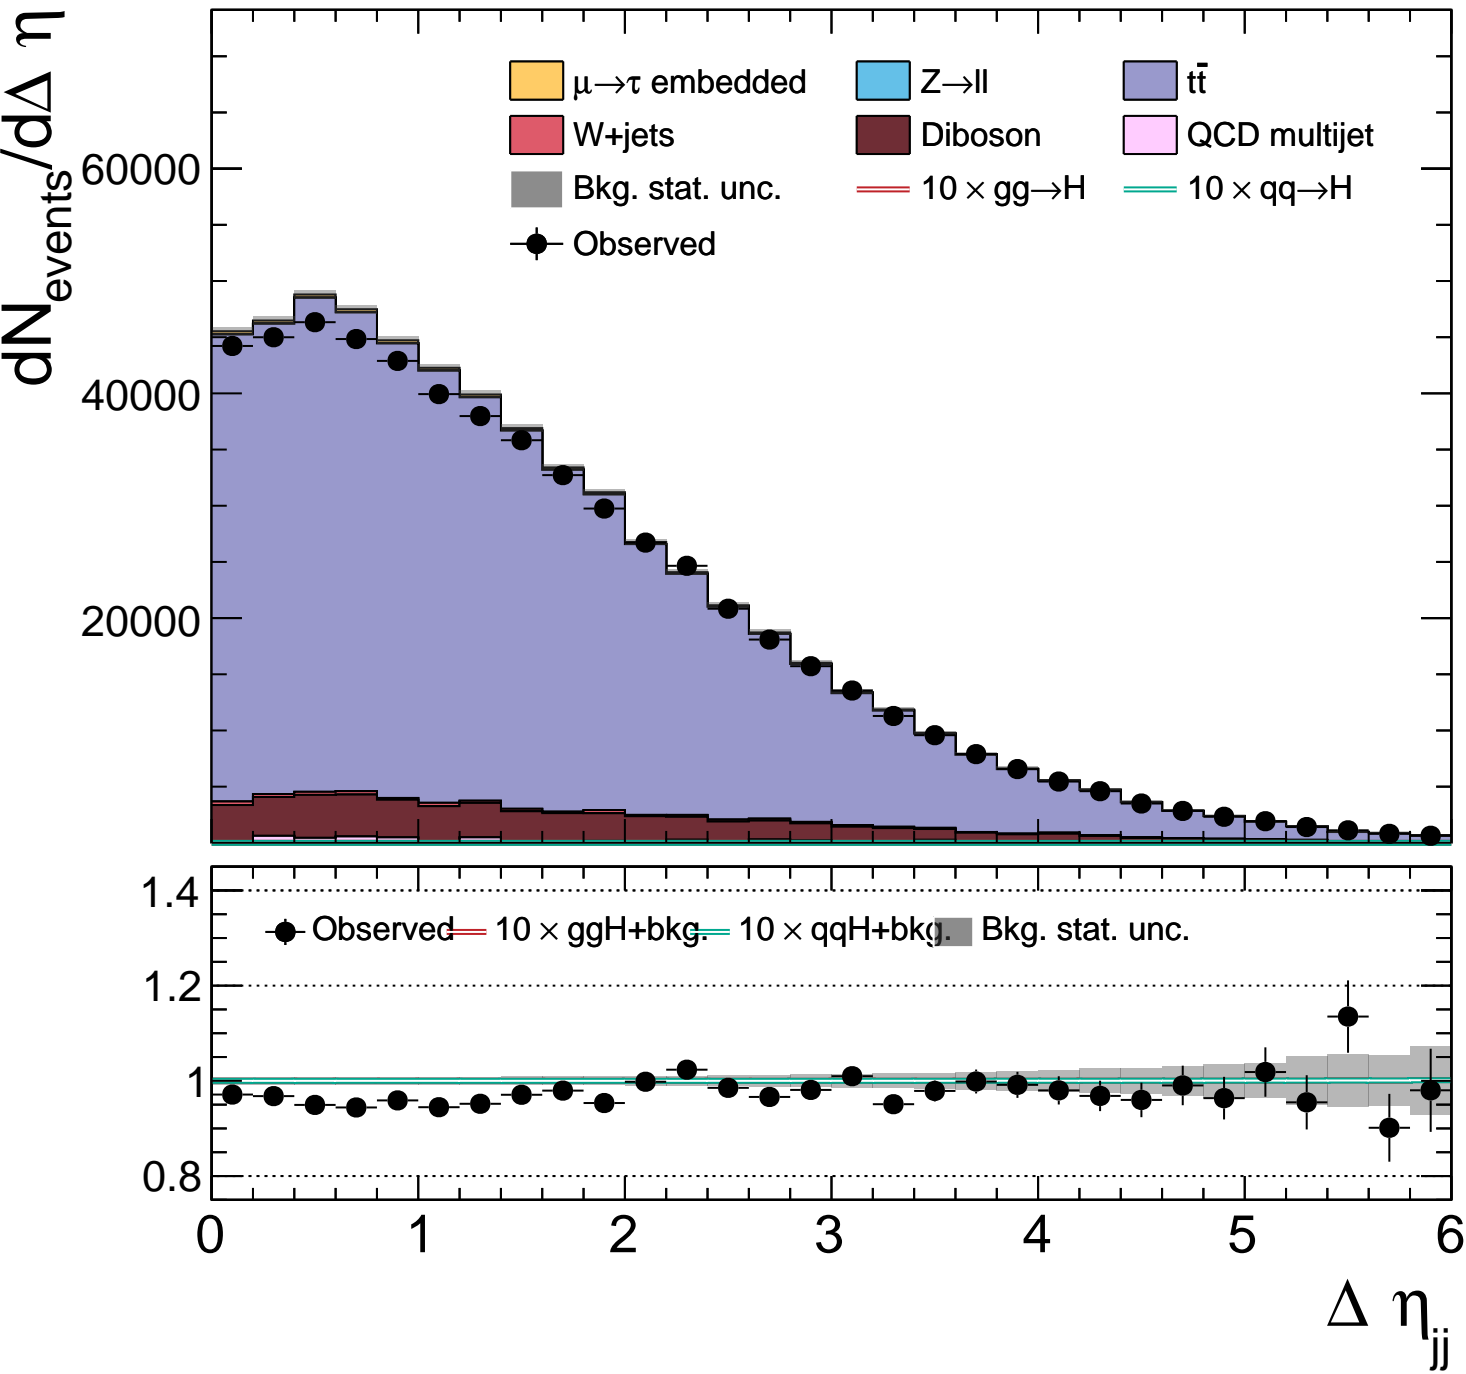 dN_events/dΔ η
μ→τ embedded Z→ll tt̄
W+jets Diboson QCD multijet
Bkg. stat. unc. 10 × gg→H 10 × qq→H
Observed
60000
40000
20000
1.4
Observed 10 × ggH+bkg. 10 × qqH+bkg. Bkg. stat. unc.
1.2
1
0.8
0 1 2 3 4 5 6
Δ η_jj